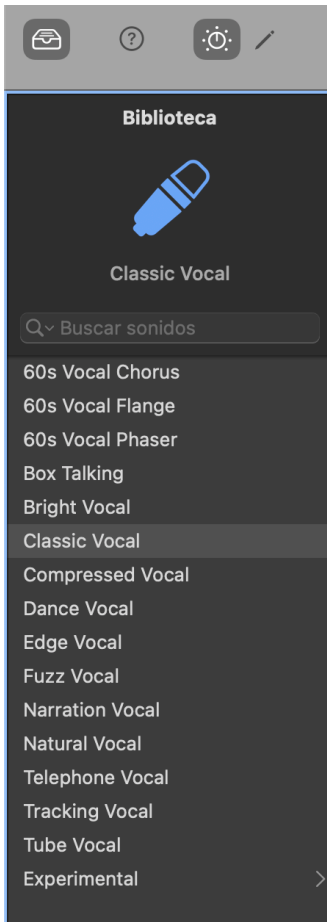 Biblioteca
Classic Vocal
Buscar sonidos
60s Vocal Chorus
60s Vocal Flange
60s Vocal Phaser
Box Talking
Bright Vocal
Classic Vocal
Compressed Vocal
Dance Vocal
Edge Vocal
Fuzz Vocal
Narration Vocal
Natural Vocal
Telephone Vocal
Tracking Vocal
Tube Vocal
Experimental